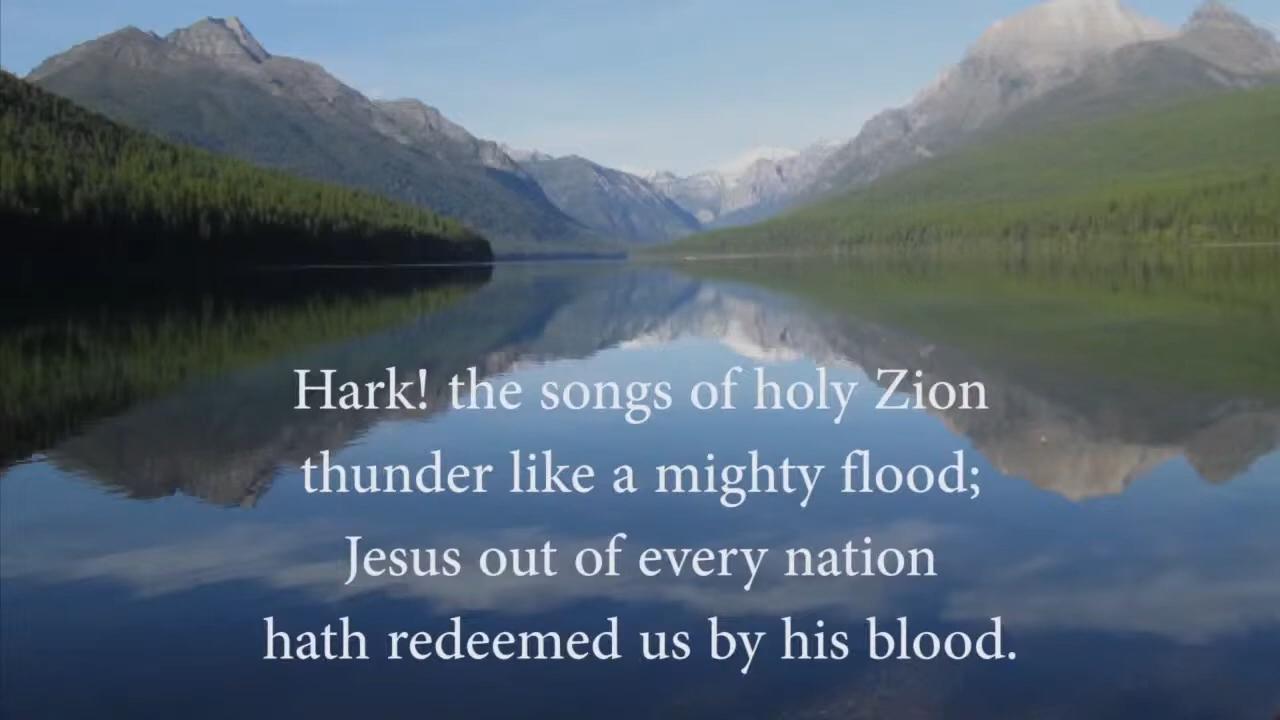 Hark! the songs of holy Zion
thunder like a mighty flood;
Jesus out of every nation
hath redeemed us by his blood.